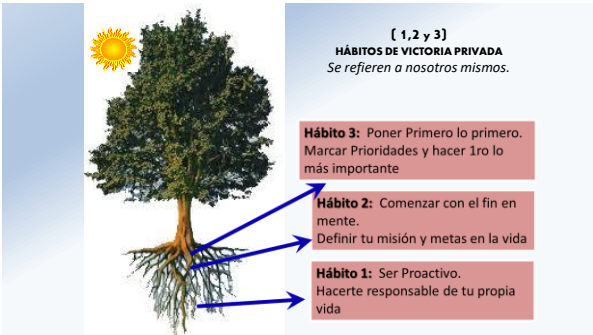 ( 1,2 y 3)
HÁBITOS DE VICTORIA PRIVADA
Se refieren a nosotros mismos.
Hábito 3: Poner Primero lo primero.
Marcar Prioridades y hacer 1ro lo
más importante
Hábito 2: Comenzar con el fin en
mente.
Definir tu misión y metas en la vida
Hábito 1: Ser Proactivo.
Hacerte responsable de tu propia
vida